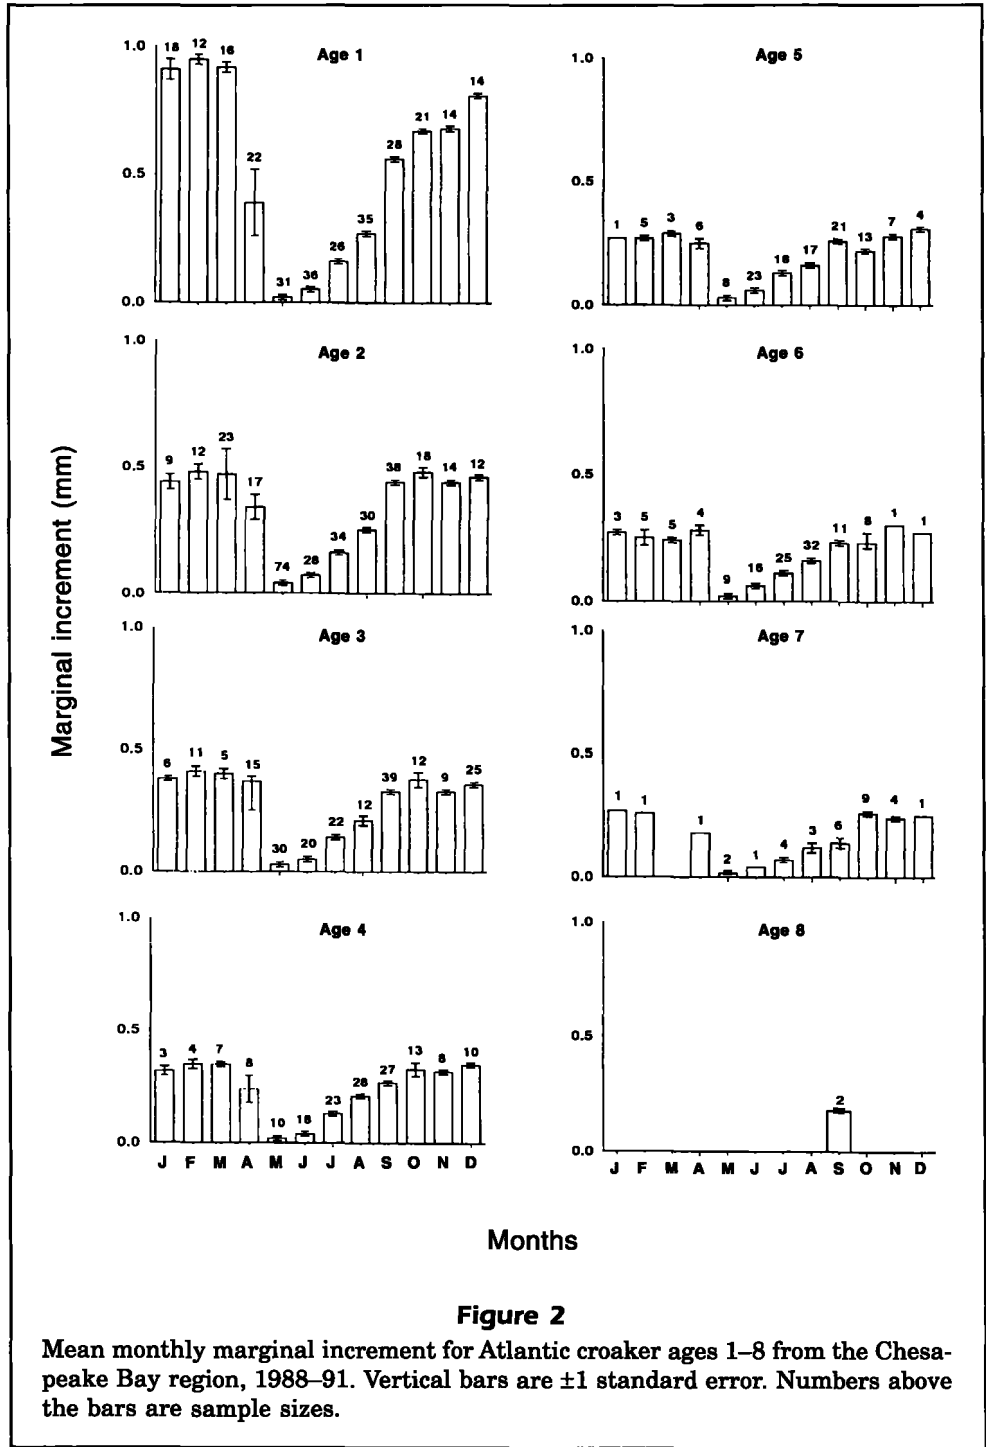 Age 1
1.0
0.5
0.0
18 12 16 22 31 36 26 35 28 21 14 14
Age 2
1.0
0.5
0.0
9 12 23 17 74 28 34 30 38 18 14 12
Age 3
1.0
0.5
0.0
6 11 5 15 30 20 22 12 39 12 9 25
Age 4
1.0
0.5
0.0
3 4 7 8 10 18 23 28 27 13 8 10
J F M A M J J A S O N D
Age 5
1.0
0.5
0.0
1 5 3 6 8 23 18 17 21 13 7 4
Age 6
1.0
0.5
0.0
3 5 5 4 9 16 25 32 11 8 1 1
Age 7
1.0
0.5
0.0
1 1 1 2 1 4 3 6 9 4 1
Age 8
1.0
0.5
0.0
2
J F M A M J J A S O N D
Marginal increment (mm)
Months
Figure 2
Mean monthly marginal increment for Atlantic croaker ages 1–8 from the Chesa-
peake Bay region, 1988–91. Vertical bars are ±1 standard error. Numbers above
the bars are sample sizes.